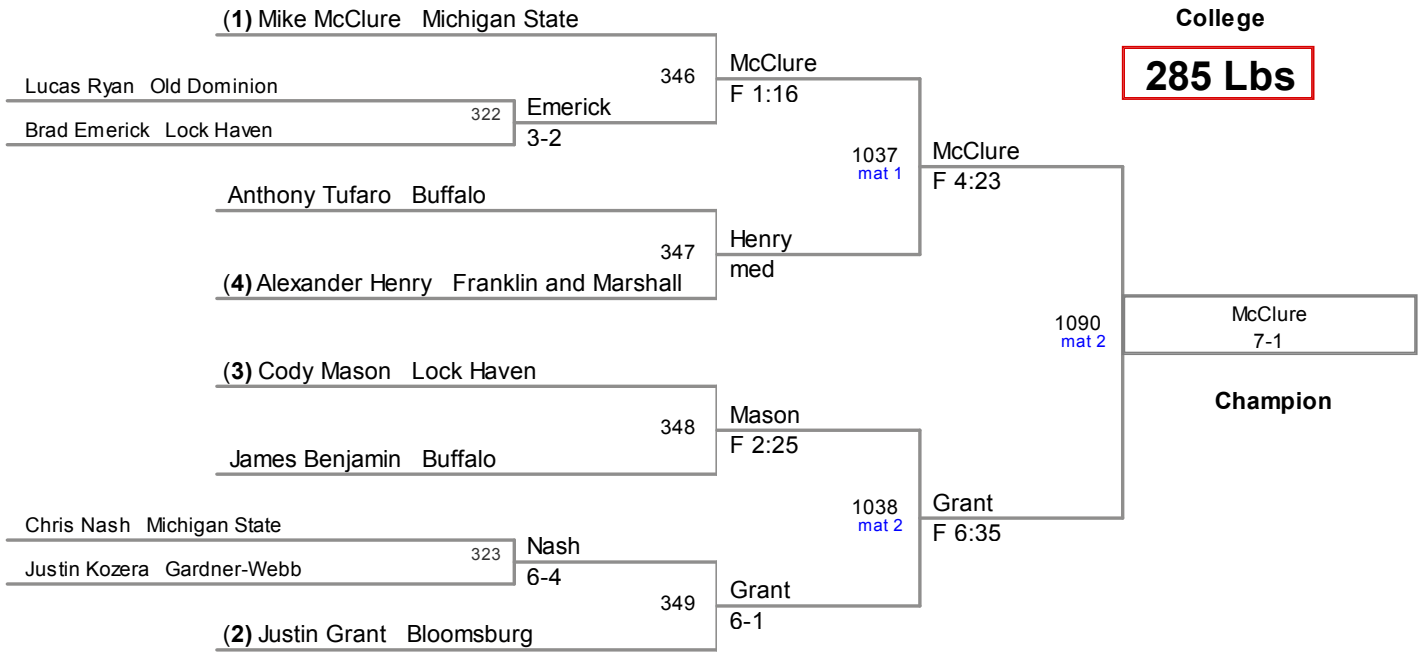 (1) Mike McClure Michigan State
College
285 Lbs
346
McClure
F 1:16
Lucas Ryan Old Dominion
322
Emerick
3-2
Brad Emerick Lock Haven
1037
mat 1
McClure
F 4:23
Anthony Tufaro Buffalo
347
Henry
med
(4) Alexander Henry Franklin and Marshall
1090
mat 2
McClure
7-1
Champion
(3) Cody Mason Lock Haven
348
Mason
F 2:25
James Benjamin Buffalo
1038
mat 2
Grant
F 6:35
Chris Nash Michigan State
323
Nash
6-4
Justin Kozera Gardner-Webb
349
Grant
6-1
(2) Justin Grant Bloomsburg